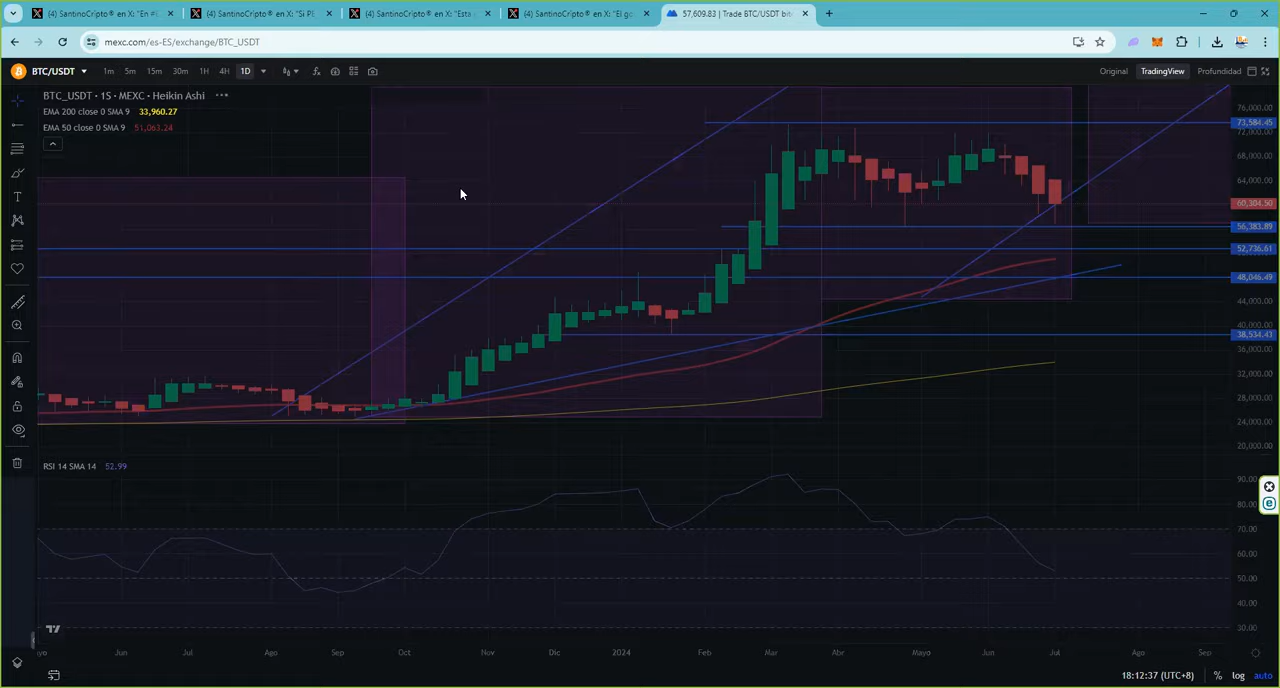 (4) SantinoCripto® en X: "En #
(4) SantinoCripto® en X: "Si Pl
(4) SantinoCripto® en X: "Esta
(4) SantinoCripto® en X: "El go
57,609.83 | Trade BTC/USDT bit
mexc.com/es-ES/exchange/BTC_USDT
BTC/USDT 1m 5m 15m 30m 1H 4H 1D Original TradingView Profundidad
BTC_USDT · 1S · MEXC · Heikin Ashi
EMA 200 close 0 SMA 9 33,960.27
EMA 50 close 0 SMA 9 51,063.24
76,000.00
73,584.45
72,000.00
68,000.00
64,000.00
60,304.50
56,383.89
52,736.61
48,046.49
44,000.00
40,000.00
38,534.43
36,000.00
32,000.00
28,000.00
24,000.00
20,000.00
RSI 14 SMA 14 52.99
90.00
80.00
70.00
60.00
50.00
40.00
30.00
Jun Jul Ago Sep Oct Nov Dic 2024 Feb Mar Abr Mayo Jun Jul Ago Sep
18:12:37 (UTC+8) % log auto